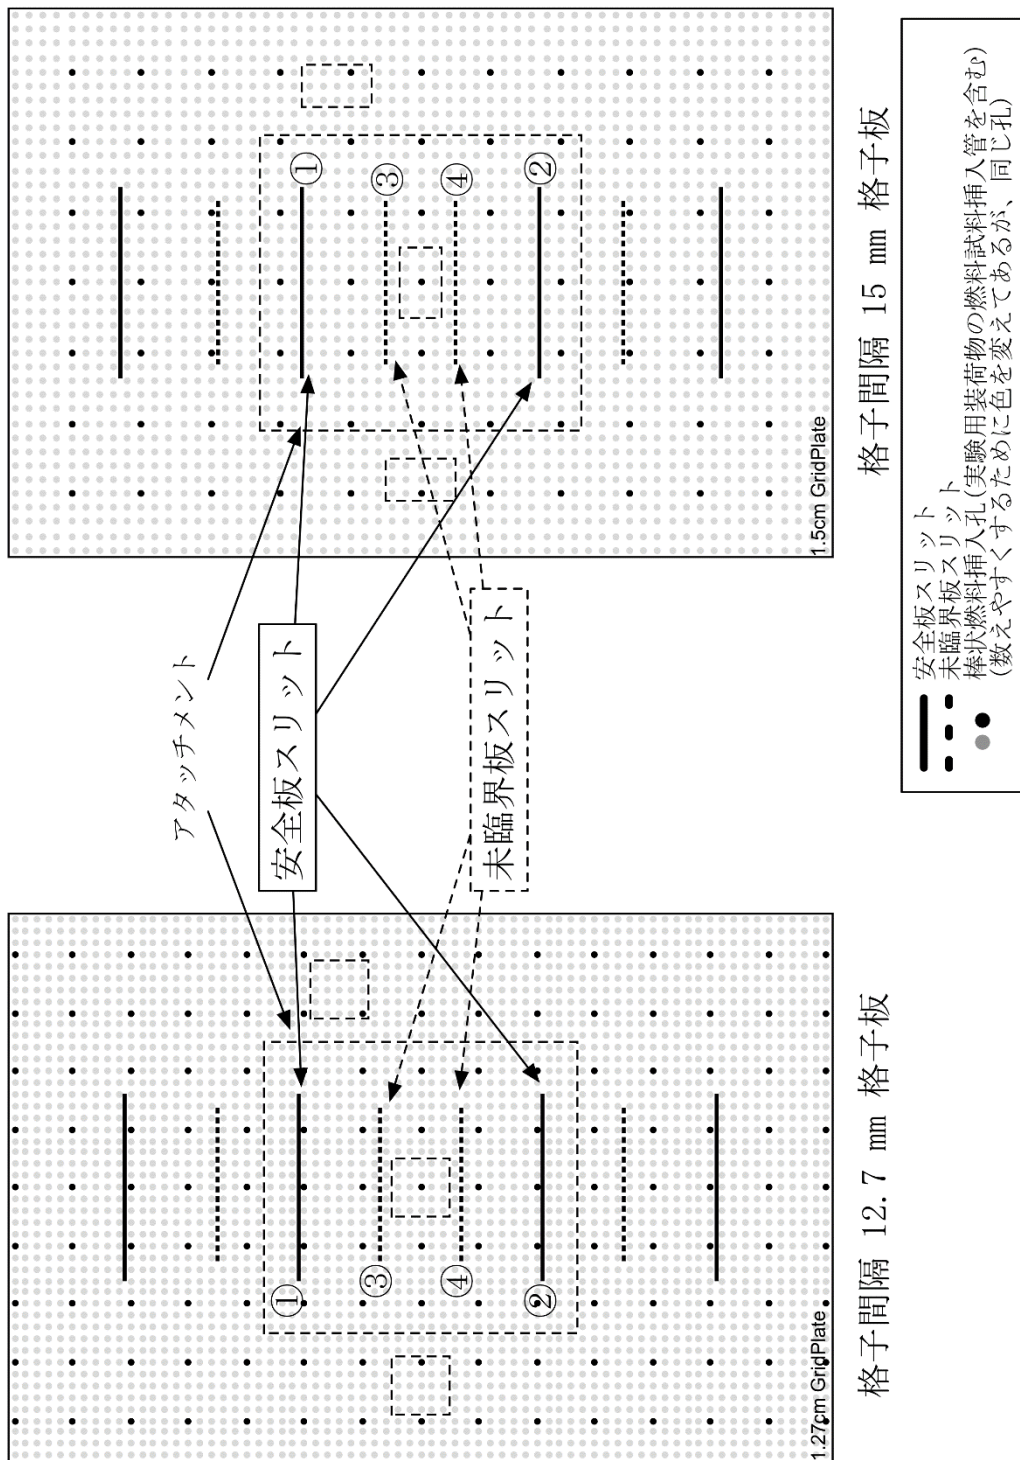 アタッチメント
安全板スリット
未臨界板スリット
①
③
④
②
1.27cm GridPlate
格子間隔 12.7 mm 格子板
①
③
④
②
1.5cm GridPlate
格子間隔 15 mm 格子板
安全板スリット
未臨界板スリット
棒状燃料挿入孔(実験用装荷物の燃料試料挿入管を含む)
(数えやすくするために色を変えてあるが、同じ孔)